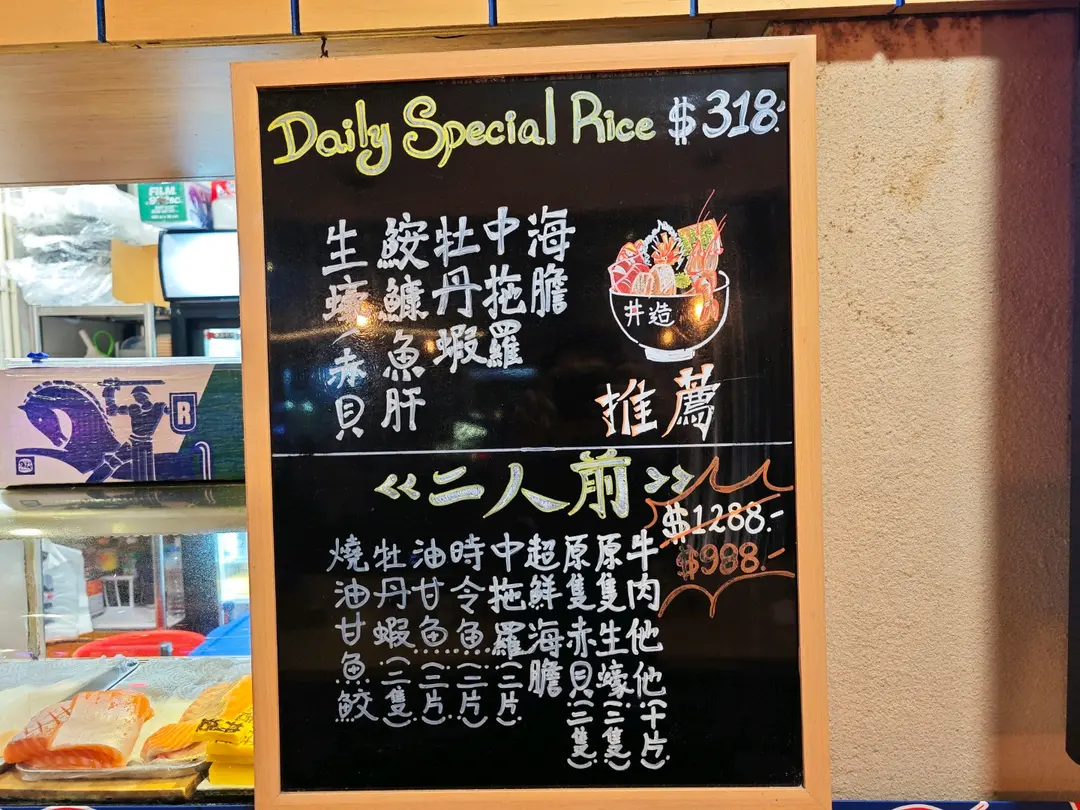 Daily Special Rice $318.-
海膽
中拖羅
牡丹蝦
鮟鱇魚肝
生蠔/赤貝
丼造
推薦
《二人前》
$1288.-
$988.-
牛肉他他(十片)
原隻生蠔(二隻)
原隻赤貝(二隻)
超鮮海膽
中拖羅(二片)
時令魚(二片)
油甘魚(二片)
牡丹蝦(二隻)
燒油甘魚鮫
FILM
R